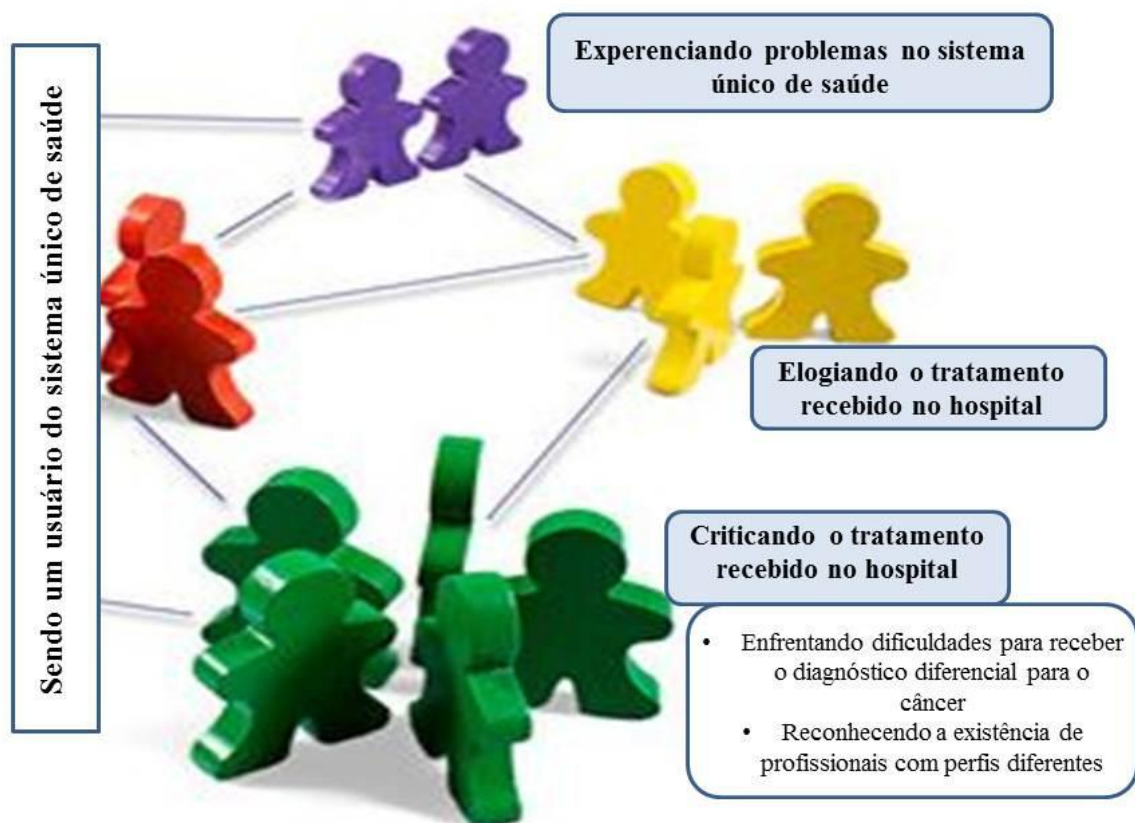 Sendo um usuário do sistema único de saúde
Experenciando problemas no sistema
único de saúde
Elogiando o tratamento
recebido no hospital
Criticando o tratamento
recebido no hospital
• Enfrentando dificuldades para receber
o diagnóstico diferencial para o
câncer
• Reconhecendo a existência de
profissionais com perfis diferentes